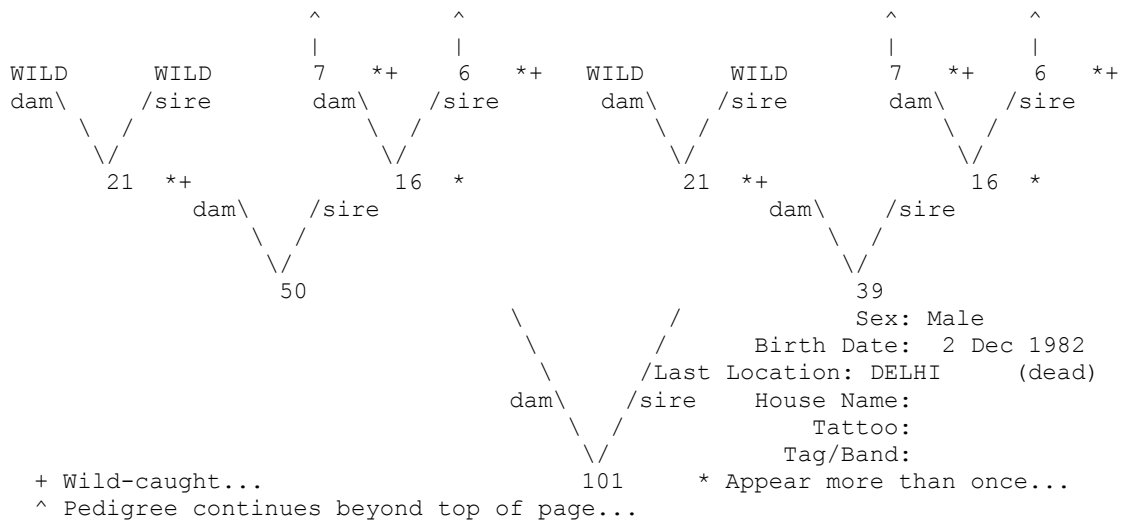 ^ ^ ^ ^
| | | |
WILD WILD 7 *+ 6 *+ WILD WILD 7 *+ 6 *+
dam\ /sire dam\ /sire dam\ /sire dam\ /sire
\ / \ / \ / \ /
\/ \/ \/ \/
21 *+ 16 * 21 *+ 16 *
dam\ /sire dam\ /sire
\ / \ /
\/ \/
50 39
\ / Sex: Male
\ / Birth Date: 2 Dec 1982
\ /Last Location: DELHI (dead)
dam\ /sire House Name:
\ / Tattoo:
\/ Tag/Band:
+ Wild-caught... 101 * Appear more than once...
^ Pedigree continues beyond top of page...